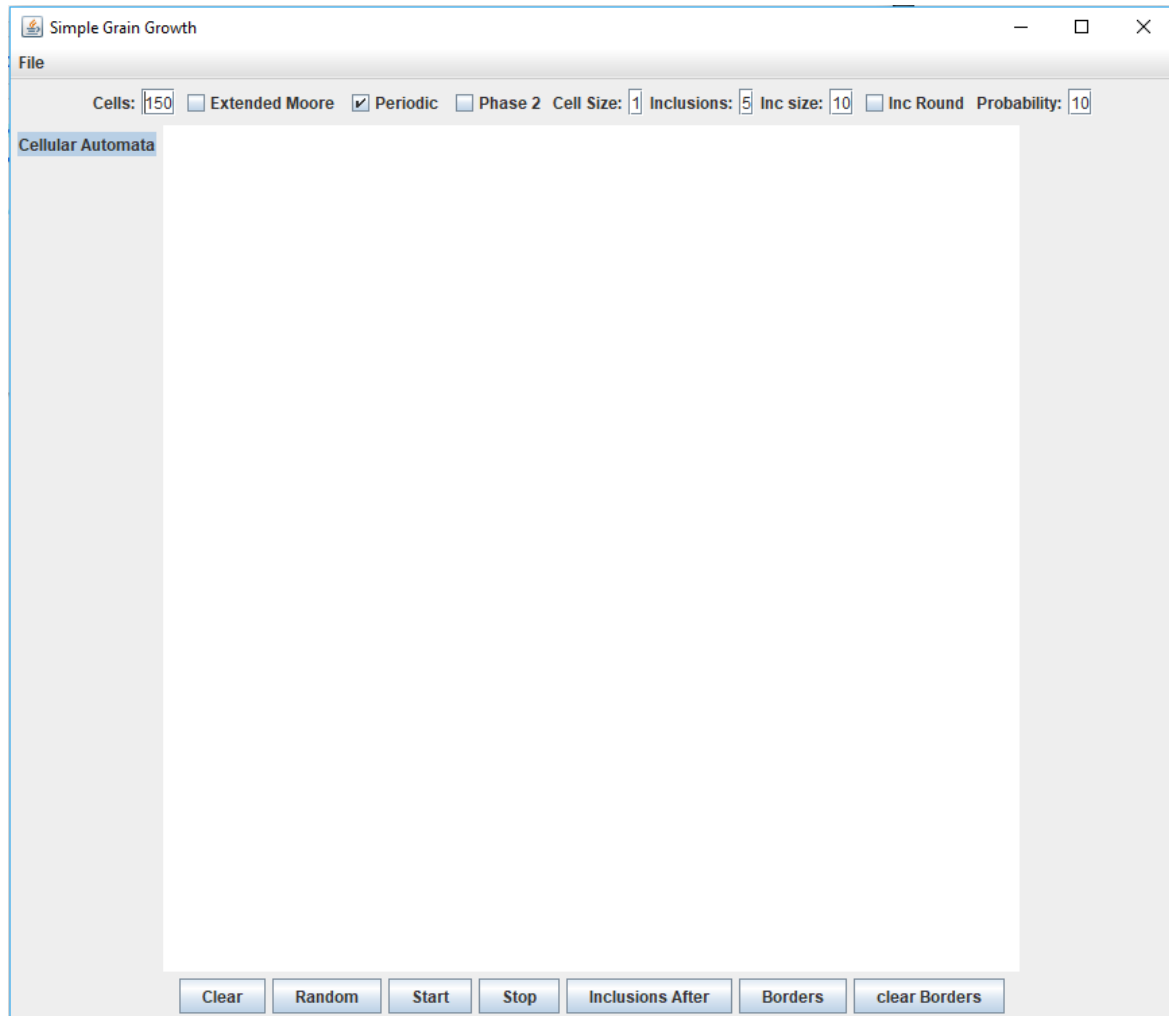 Simple Grain Growth
File
Cells: 150 Extended Moore Periodic Phase 2 Cell Size: 1 Inclusions: 5 Inc size: 10 Inc Round Probability: 10
Cellular Automata
Clear Random Start Stop Inclusions After Borders clear Borders